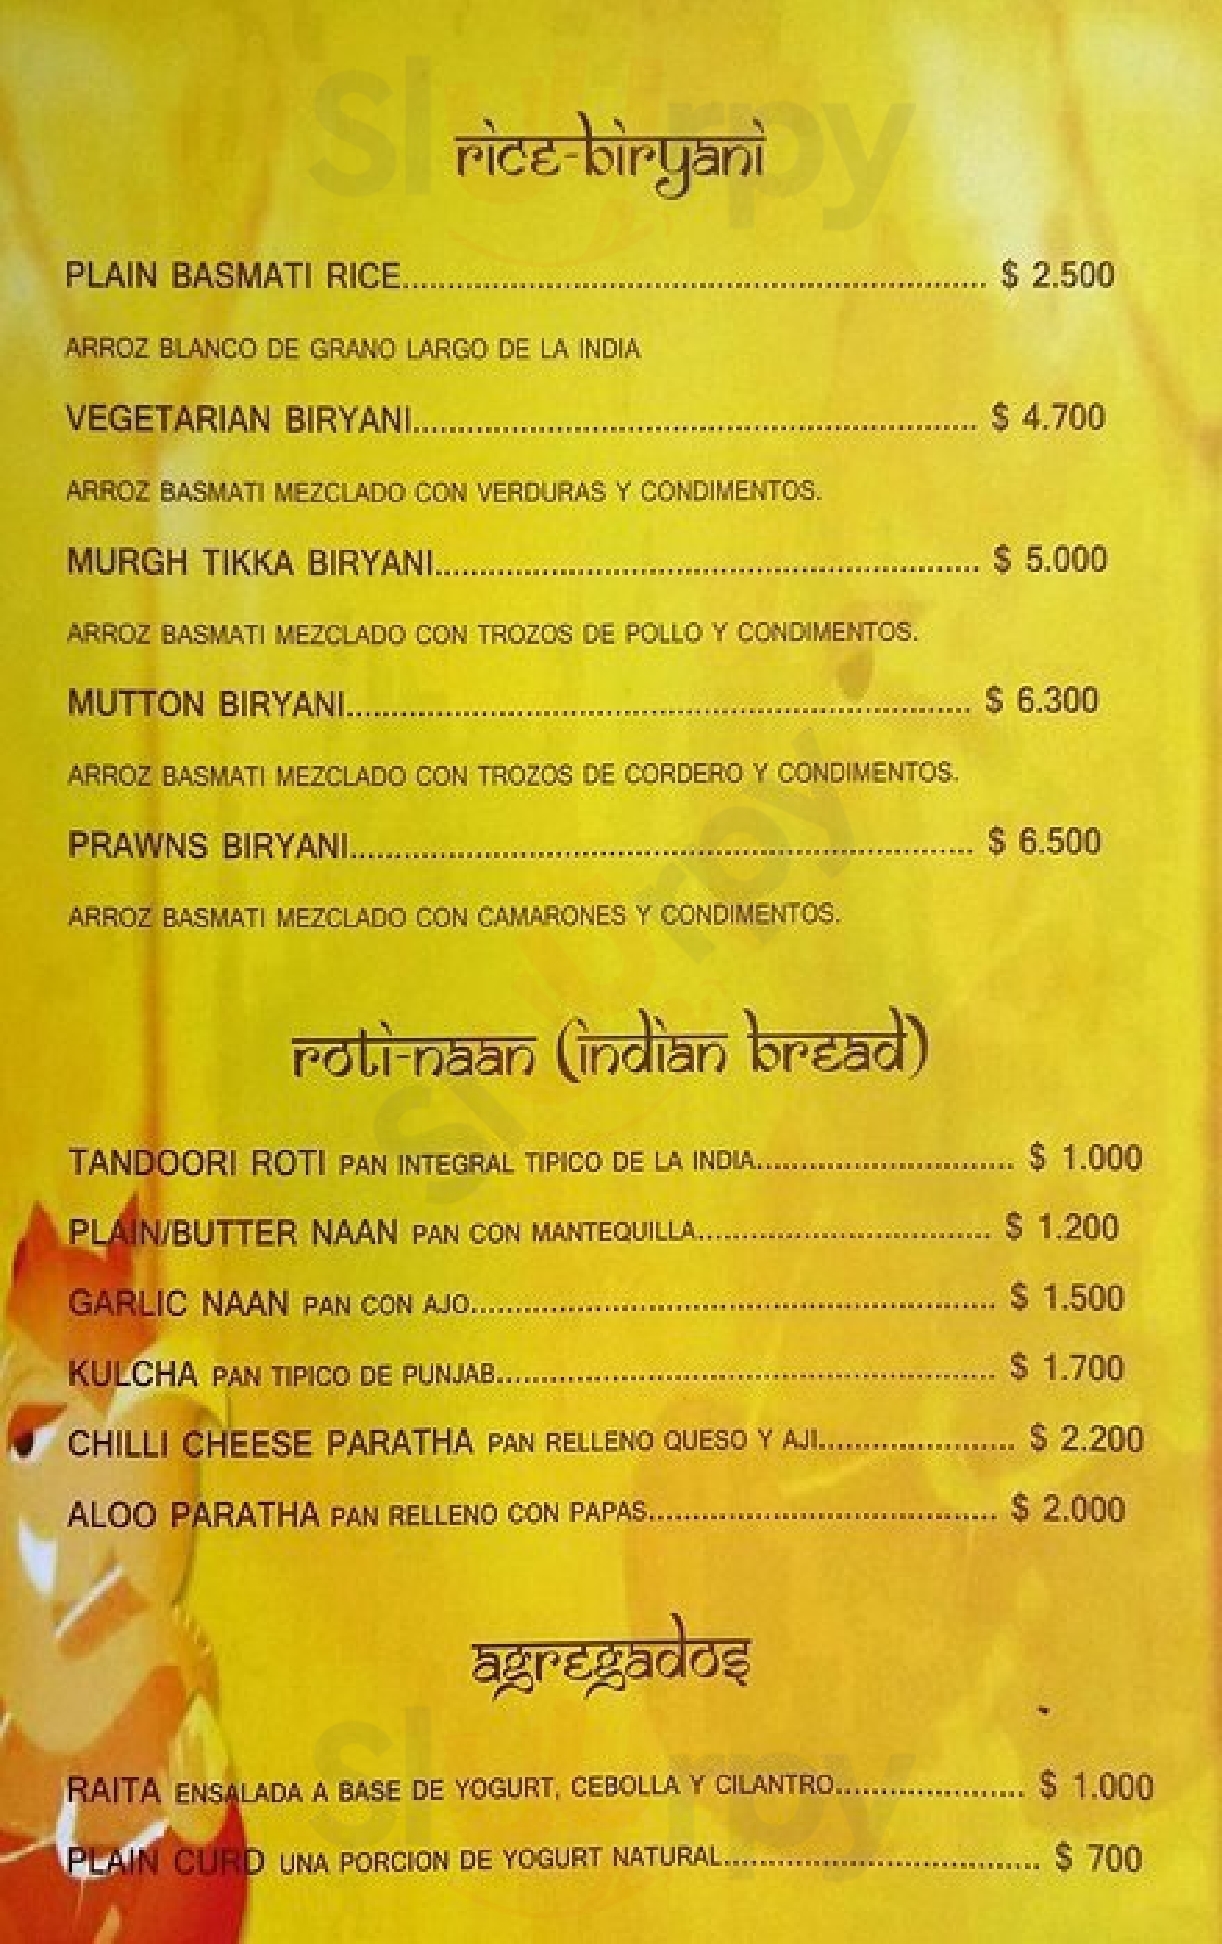 rice-biryani
PLAIN BASMATI RICE................................................................ $ 2.500
ARROZ BLANCO DE GRANO LARGO DE LA INDIA
VEGETARIAN BIRYANI.............................................................. $ 4.700
ARROZ BASMATI MEZCLADO CON VERDURAS Y CONDIMENTOS.
MURGH TIKKA BIRYANI............................................................ $ 5.000
ARROZ BASMATI MEZCLADO CON TROZOS DE POLLO Y CONDIMENTOS.
MUTTON BIRYANI.................................................................... $ 6.300
ARROZ BASMATI MEZCLADO CON TROZOS DE CORDERO Y CONDIMENTOS.
PRAWNS BIRYANI.................................................................... $ 6.500
ARROZ BASMATI MEZCLADO CON CAMARONES Y CONDIMENTOS.
roti-naan (indian bread)
TANDOORI ROTI PAN INTEGRAL TIPICO DE LA INDIA............................ $ 1.000
PLAIN/BUTTER NAAN PAN CON MANTEQUILLA................................ $ 1.200
GARLIC NAAN PAN CON AJO.......................................................... $ 1.500
KULCHA PAN TIPICO DE PUNJAB....................................................... $ 1.700
CHILLI CHEESE PARATHA PAN RELLENO QUESO Y AJI...................... $ 2.200
ALOO PARATHA PAN RELLENO CON PAPAS...................................... $ 2.000
agregados
RAITA ENSALADA A BASE DE YOGURT, CEBOLLA Y CILANTRO..................... $ 1.000
PLAIN CURD UNA PORCION DE YOGURT NATURAL................................... $ 700
Slurpy
Slurpy
Slurpy